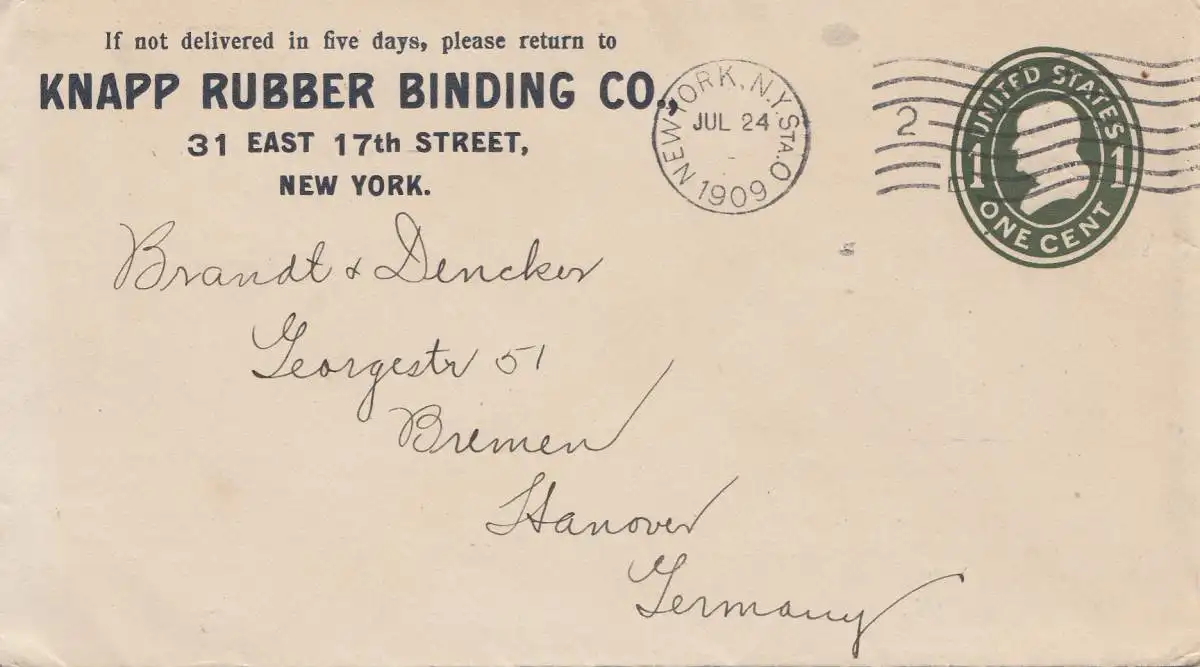 If not delivered in five days, please return to
KNAPP RUBBER BINDING CO.,
31 EAST 17th STREET,
NEW YORK.
NEW YORK, N.Y. STA. O
JUL 24
1909
2
UNITED STATES
1 1
ONE CENT
Brandt & Dencker
Georgestr 51
Bremen
Hanover
Germany